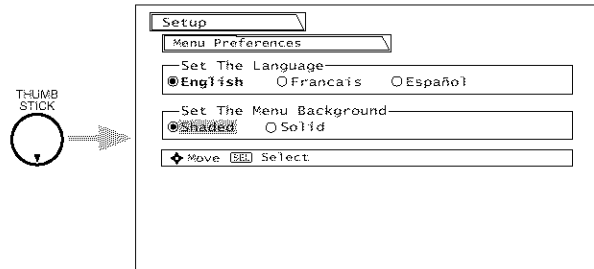 Setup
Menu Preferences
Set The Language
English Francais Español
THUMB
STICK
Set The Menu Background
Shaded Solid
Move SEL Select